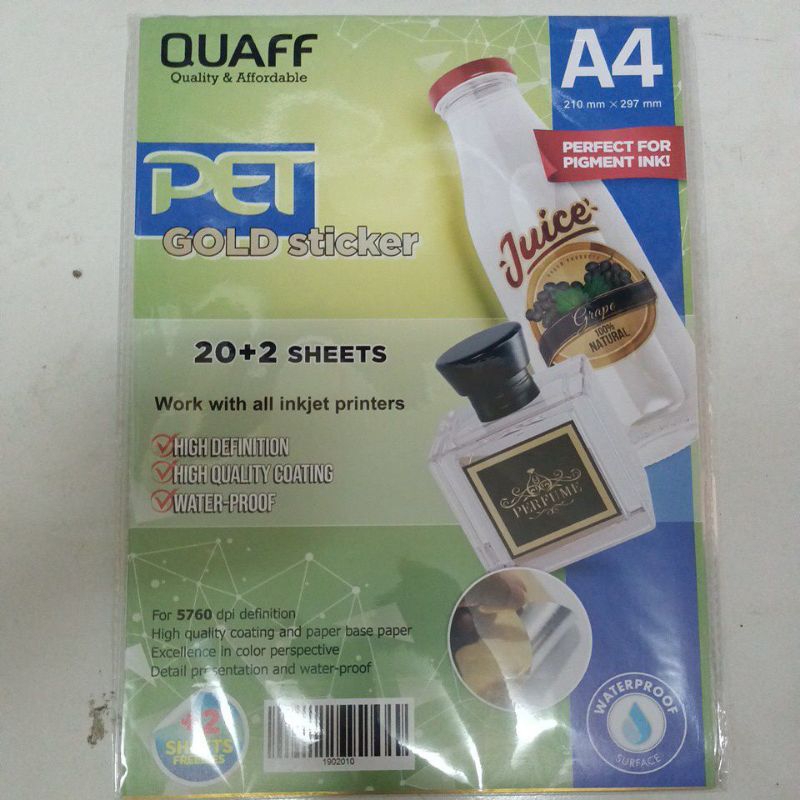 QUAFF
Quality & Affordable
A4
210 mm × 297 mm
PERFECT FOR
PIGMENT INK!
PET
GOLD sticker
Juice
Grape
100%
NATURAL
20+2 SHEETS
Work with all inkjet printers
HIGH DEFINITION
HIGH QUALITY COATING
WATER-PROOF
PERFUME
For 5760 dpi definition
High quality coating and paper base paper
Excellence in color perspective
Detail presentation and water-proof
+2
SHEETS
FREEBIES
1902010
WATERPROOF
SURFACE